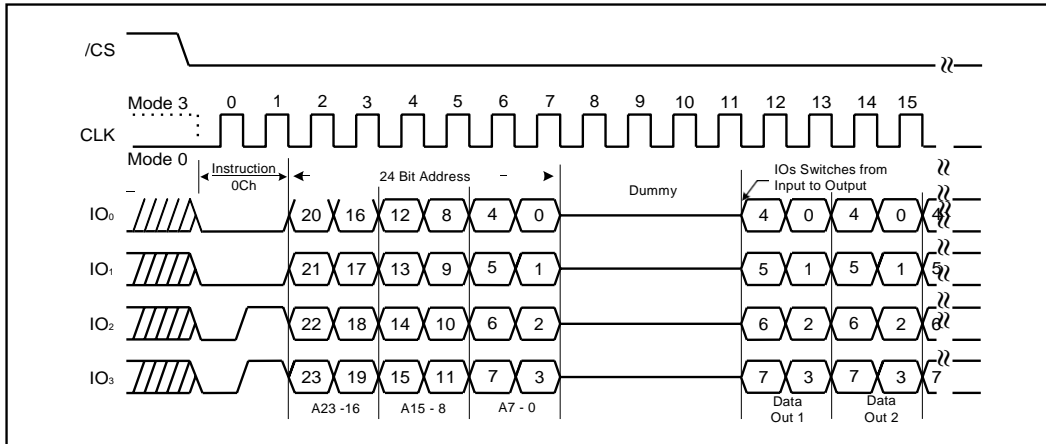 /CS
Mode 3 0 1 2 3 4 5 6 7 8 9 10 11 12 13 14 15
CLK
Mode 0
Instruction
0Ch
24 Bit Address
Dummy
IOs Switches from
Input to Output
IO₀ 20 16 12 8 4 0 4 0 4 0 4
IO₁ 21 17 13 9 5 1 5 1 5 1 5
IO₂ 22 18 14 10 6 2 6 2 6 2 6
IO₃ 23 19 15 11 7 3 7 3 7 3 7
A23 -16 A15 - 8 A7 - 0
Data
Out 1
Data
Out 2